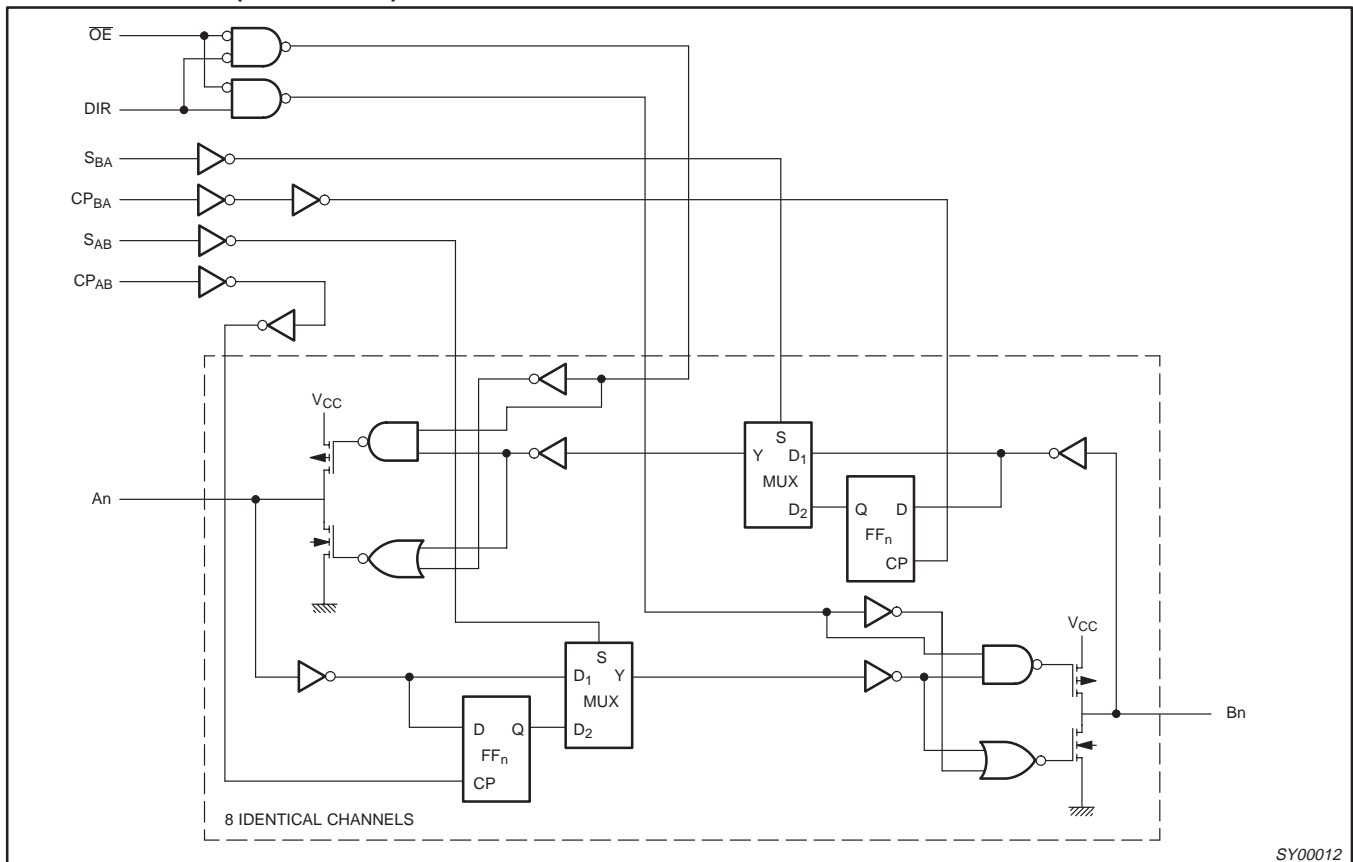 OE
DIR
SBA
CPBA
SAB
CPAB
VCC
S
Y D1
MUX
D2
Q D
FFn
CP
An
VCC
S
D1 Y
MUX
D2
D Q
FFn
CP
Bn
8 IDENTICAL CHANNELS
SY00012